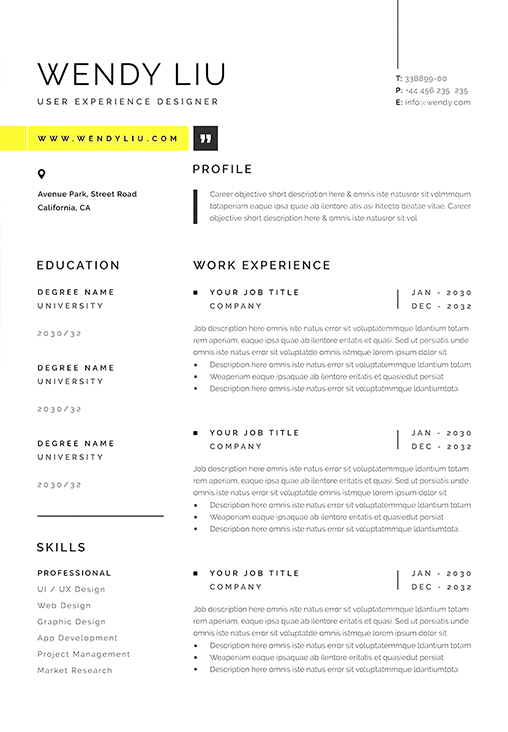 WENDY LIU
USER EXPERIENCE DESIGNER
T: 338899-00
P: +44 456 235 235
E: info@wendy.com
WWW.WENDYLIU.COM
Avenue Park, Street Road
California, CA
PROFILE
Career objective short description here & omnis iste natusror sit volmmqum
totaperiam eaque ipsa quae ab ilentore atis asi hitecto beatae vitae. Career
objective short description here & omnis iste natusror sit vol
EDUCATION
DEGREE NAME
UNIVERSITY
2030/32
DEGREE NAME
UNIVERSITY
2030/32
DEGREE NAME
UNIVERSITY
2030/32
SKILLS
PROFESSIONAL
UI / UX Design
Web Design
Graphic Design
App Development
Project Management
Market Research
WORK EXPERIENCE
YOUR JOB TITLE
COMPANY
JAN - 2030
DEC - 2032
Job description here omnis iste natus error sit voluptatemmque ldantium totam
rem aperiam, eaque ipsa quae ab ilentore eritatis et quasi. Sed ut perisatis unde
omnis natus error sit voluptatde omnis istmque lorem ipsum dolor sit.
• Description here omnis iste natus error sit voluptatemmque ldantium totam
• Weaperiam eaque ipsaquae ab ilentore eritatis et quasiedut persiat.
• Description here omnis iste natus error sit voluptatmmque ldantiumtota.
YOUR JOB TITLE
COMPANY
JAN - 2030
DEC - 2032
Job description here omnis iste natus error sit voluptatemmque ldantium totam
rem aperiam, eaque ipsa quae ab ilentore eritatis et quasi. Sed ut perisatis unde
omnis natus error sit voluptatde omnis istmque lorem ipsum dolor sit
• Description here omnis iste natus error sit voluptatemmque ldantium totam
• Weaperiam eaque ipsaquae ab ilentore eritatis et quasiedut persiat
• Description here omnis iste natus error sit voluptatmmque ldantiumtota.
YOUR JOB TITLE
COMPANY
JAN - 2030
DEC - 2032
Job description here omnis iste natus error sit voluptatemmque ldantium totam
rem aperiam, eaque ipsa quae ab ilentore eritatis et quasi. Sed ut perisatis unde
omnis natus error sit voluptatde omnis istmque lorem ipsum dolor sit
• Description here omnis iste natus error sit voluptatemmque ldantium totam
• Weaperiam eaque ipsaquae ab ilentore eritatis et quasiedut persiat.
• Description here omnis iste natus error sit voluptatmmque ldantiumtota.